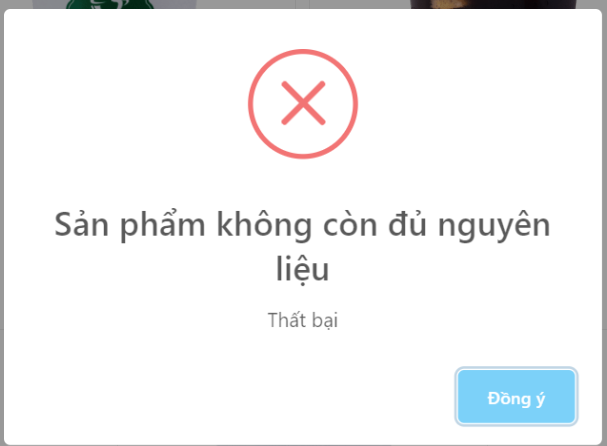 Sản phẩm không còn đủ nguyên
liệu
Thất bại
Đồng ý